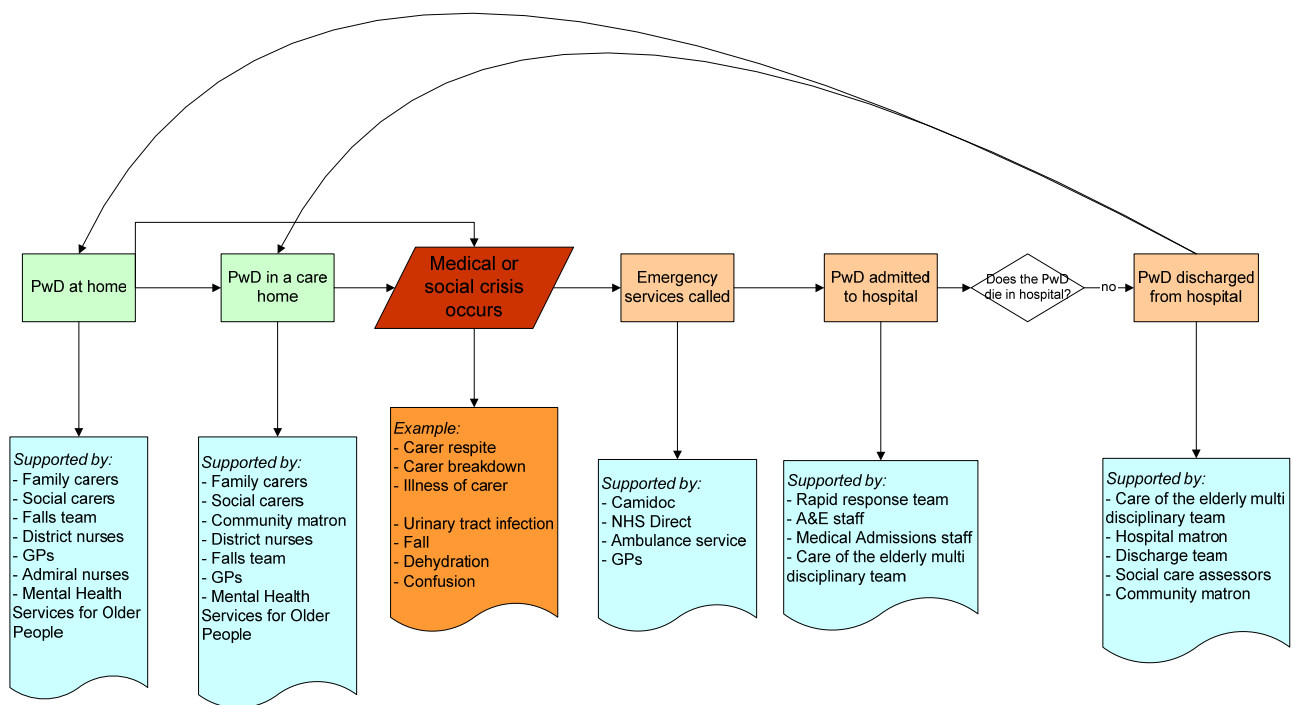 PwD at home
PwD in a care
home
Medical or
social crisis
occurs
Emergency
services called
PwD admitted
to hospital
Does the PwD
die in hospital?
no
PwD discharged
from hospital
Supported by:
- Family carers
- Social carers
- Falls team
- District nurses
- GPs
- Admiral nurses
- Mental Health
Services for Older
People
Supported by:
- Family carers
- Social carers
- Community matron
- District nurses
- Falls team
- GPs
- Mental Health
Services for Older
People
Example:
- Carer respite
- Carer breakdown
- Illness of carer
- Urinary tract infection
- Fall
- Dehydration
- Confusion
Supported by:
- Camidoc
- NHS Direct
- Ambulance service
- GPs
Supported by:
- Rapid response team
- A&E staff
- Medical Admissions staff
- Care of the elderly multi
disciplinary team
Supported by:
- Care of the elderly multi
disciplinary team
- Hospital matron
- Discharge team
- Social care assessors
- Community matron